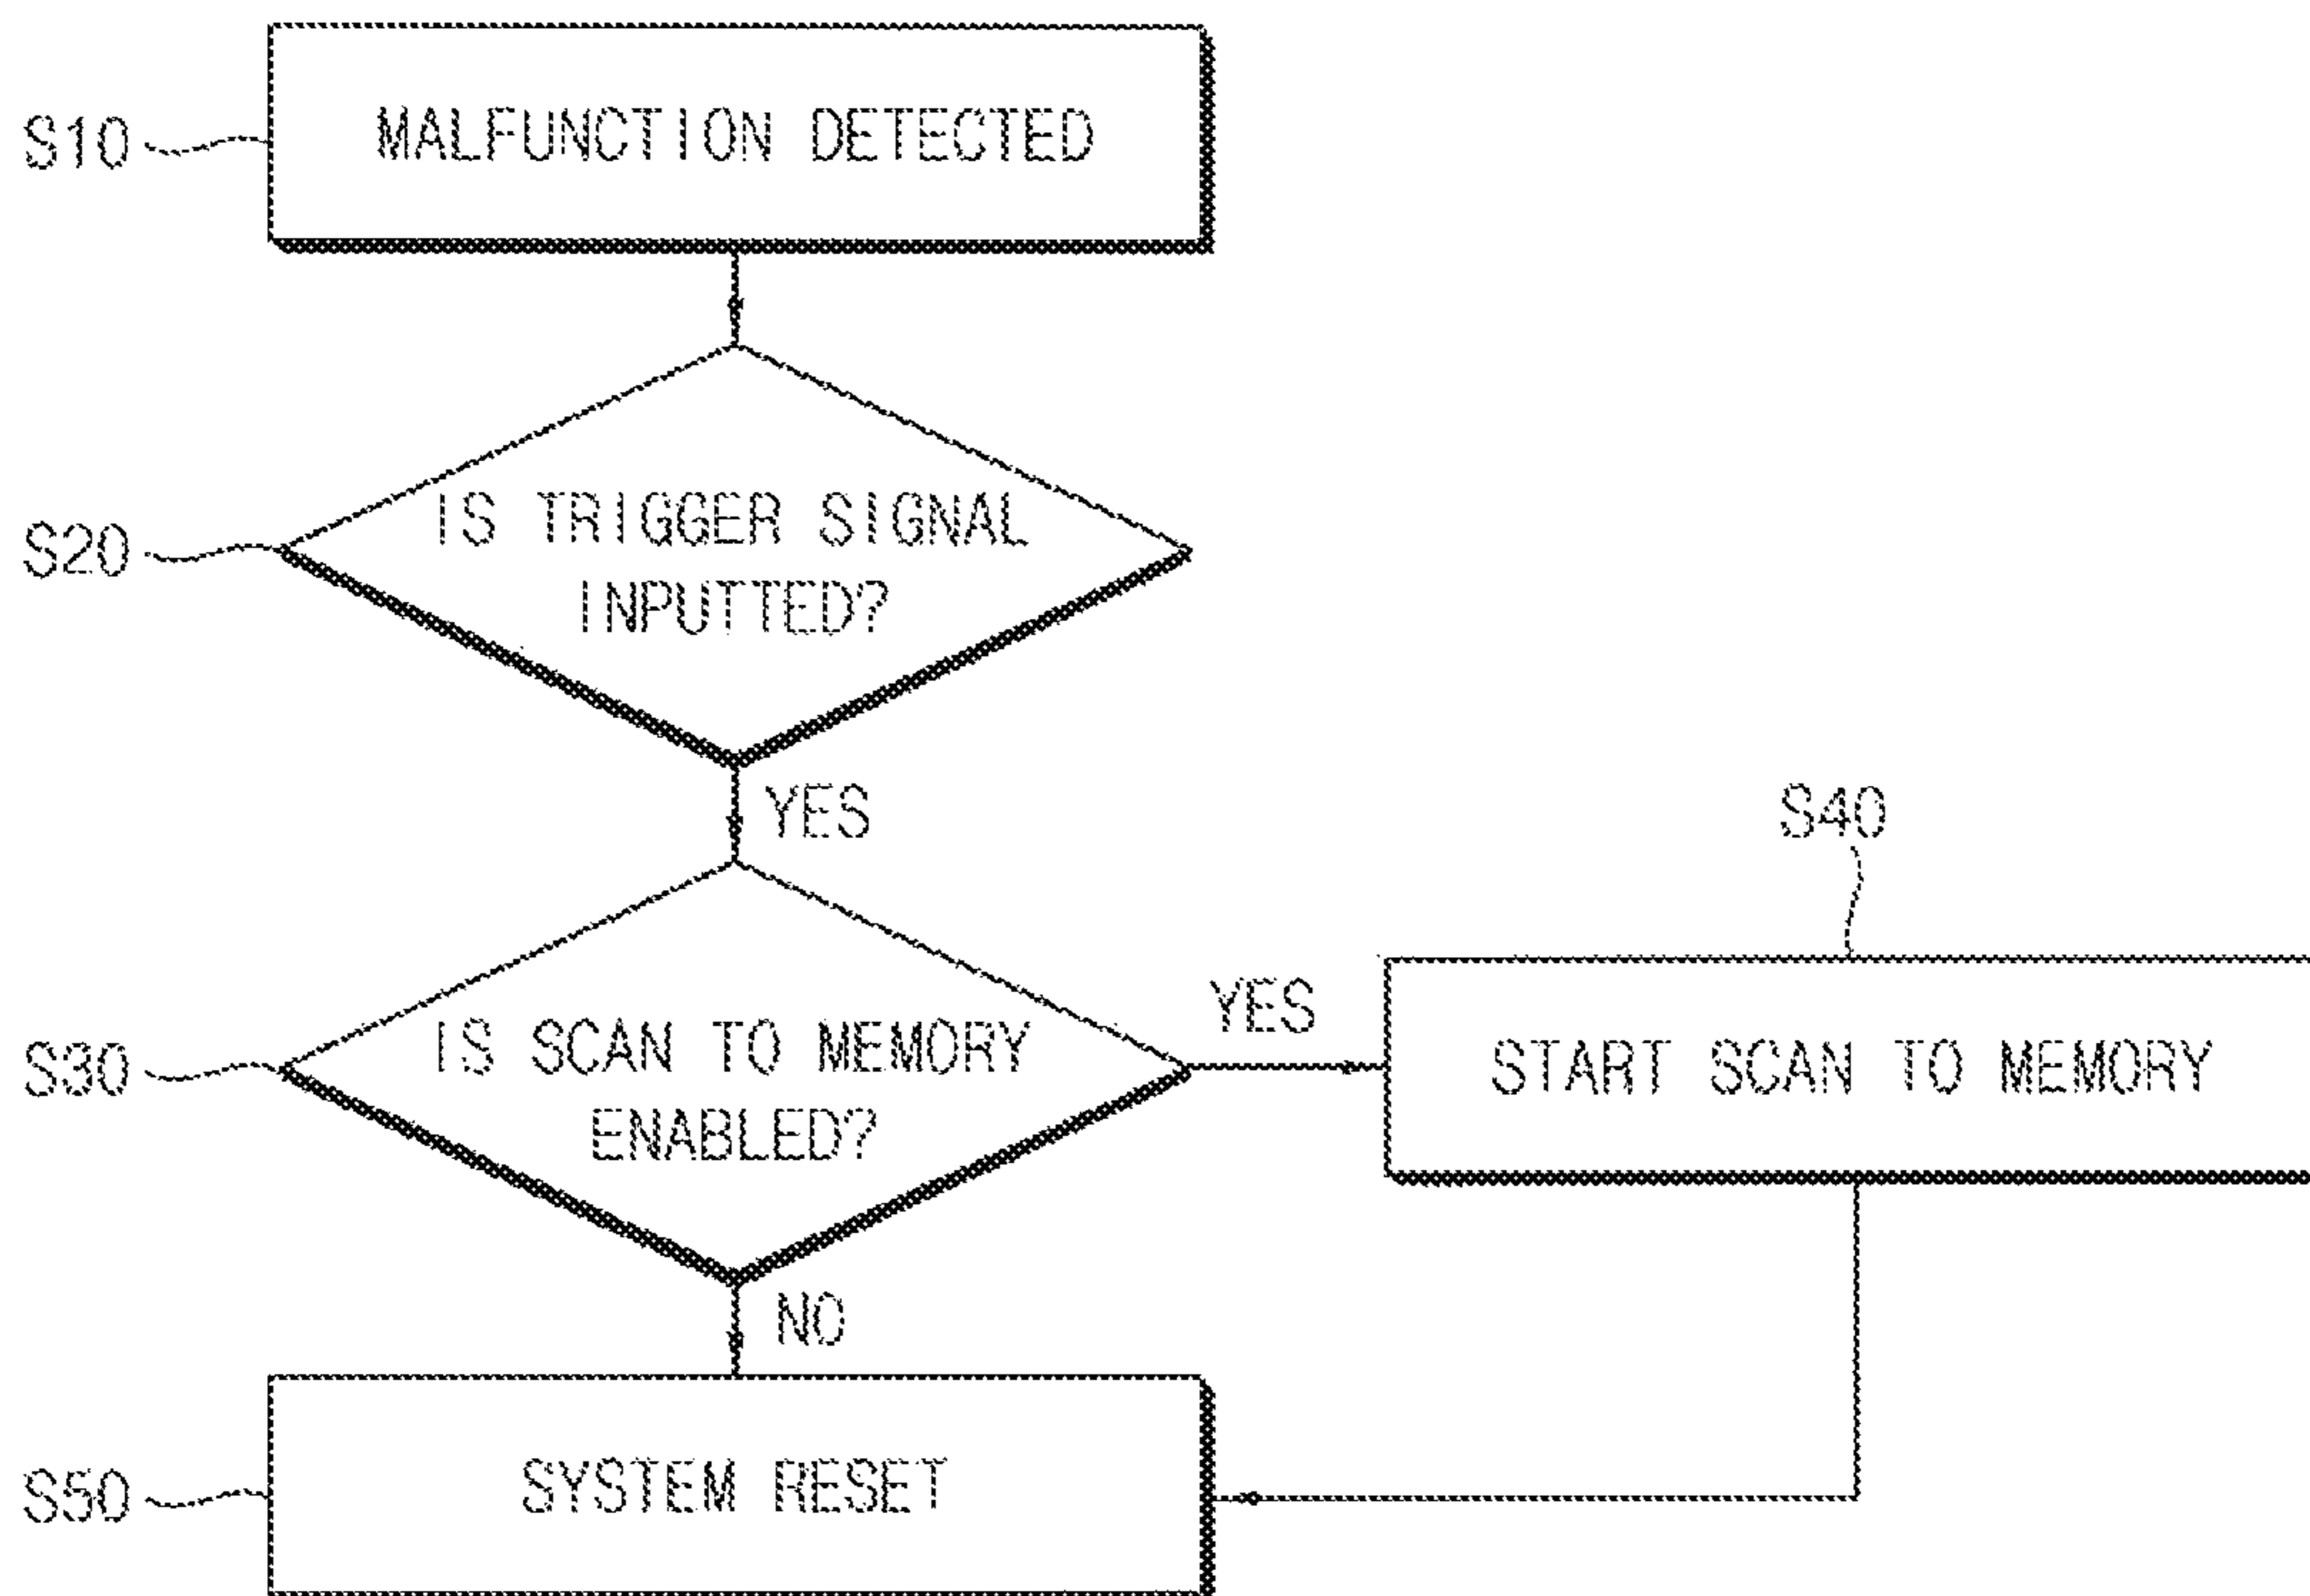 S10
MALFUNCTION DETECTED
S20
IS TRIGGER SIGNAL
INPUTTED?
YES
S40
S30
IS SCAN TO MEMORY
ENABLED?
YES
START SCAN TO MEMORY
NO
S50
SYSTEM RESET